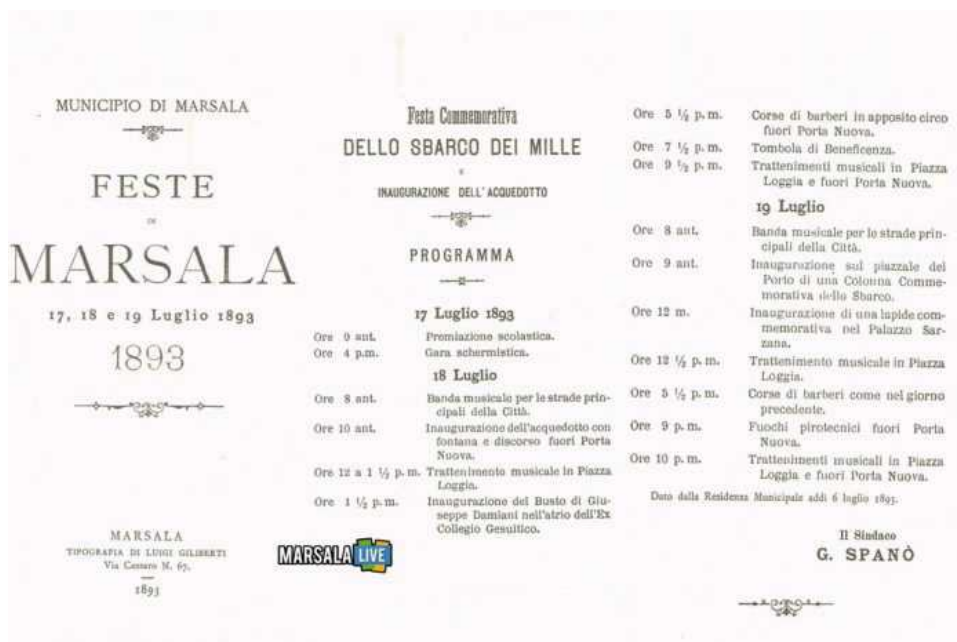 MUNICIPIO DI MARSALA
FESTE
DI
MARSALA
17, 18 e 19 Luglio 1893
1893
MARSALA
TIPOGRAFIA DI LUIGI GILIBERTI
Via Cassaro N. 67.
1893
Festa Commemorativa
DELLO SBARCO DEI MILLE
E
INAUGURAZIONE DELL'ACQUEDOTTO
PROGRAMMA
17 Luglio 1893
Ore 9 ant. Premiazione scolastica.
Ore 4 p.m. Gara schermistica.
18 Luglio
Ore 8 ant. Banda musicale per le strade prin-
cipali della Città.
Ore 10 ant. Inaugurazione dell'acquedotto con
fontana e discorso fuori Porta
Nuova.
Ore 12 a 1 ½ p. m. Trattenimento musicale in Piazza
Loggia.
Ore 1 ½ p. m. Inaugurazione del Busto di Giu-
seppe Damiani nell'atrio dell'Ex
Collegio Gesuitico.
MARSALA LIVE
Ore 5 ½ p. m. Corse di barberi in apposito circo
fuori Porta Nuova.
Ore 7 ½ p. m. Tombola di Beneficenza.
Ore 9 ½ p. m. Trattenimenti musicali in Piazza
Loggia e fuori Porta Nuova.
19 Luglio
Ore 8 ant. Banda musicale per le strade prin-
cipali della Città.
Ore 9 ant. Inaugurazione sul piazzale del
Porto di una Colonna Comme-
morativa dello Sbarco.
Ore 12 m. Inaugurazione di una lapide com-
memorativa nel Palazzo Sar-
zana.
Ore 12 ½ p. m. Trattenimento musicale in Piazza
Loggia.
Ore 5 ½ p. m. Corse di barberi come nel giorno
precedente.
Ore 9 p. m. Fuochi pirotecnici fuori Porta
Nuova.
Ore 10 p. m. Trattenimenti musicali in Piazza
Loggia e fuori Porta Nuova.
Dato dalla Residenza Municipale addì 6 luglio 1893.
Il Sindaco
G. SPANÒ